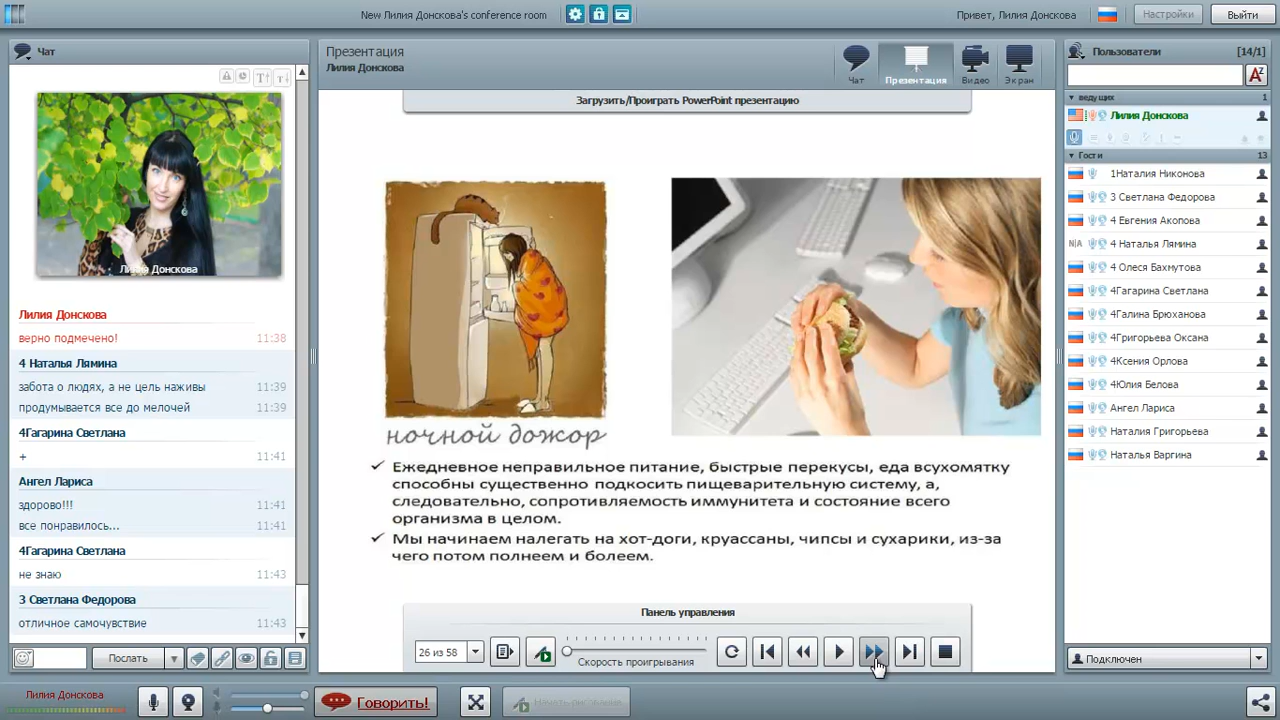 New Лилия Донскова's conference room
Привет, Лилия Донскова
Настройки
Выйти
Чат
Лилия Донскова
Лилия Донскова
верно подмечено! 11:38
4 Наталья Лямина
забота о людях, а не цель наживы 11:39
продумывается все до мелочей 11:39
4Гагарина Светлана
+ 11:41
Ангел Лариса
здорово!!! 11:41
все понравилось... 11:41
4Гагарина Светлана
не знаю 11:43
3 Светлана Федорова
отличное самочувствие 11:43
Послать
Презентация
Лилия Донскова
Чат
Презентация
Видео
Экран
Загрузить/Проиграть PowerPoint презентацию
ночной дожор
✓ Ежедневное неправильное питание, быстрые перекусы, еда всухомятку
способны существенно подкосить пищеварительную систему, а,
следовательно, сопротивляемость иммунитета и состояние всего
организма в целом.
✓ Мы начинаем налегать на хот-доги, круассаны, чипсы и сухарики, из-за
чего потом полнеем и болеем.
Панель управления
26 из 58
Скорость проигрывания
Пользователи [14/1]
AZ
ведущих 1
Лилия Донскова
Гости 13
1Наталия Никонова
3 Светлана Федорова
4 Евгения Акопова
N/A 4 Наталья Лямина
4 Олеся Бахмутова
4Гагарина Светлана
4Галина Брюханова
4Григорьева Оксана
4Ксения Орлова
4Юлия Белова
Ангел Лариса
Наталия Григорьева
Наталья Варгина
Подключен
Лилия Донскова
Говорить!